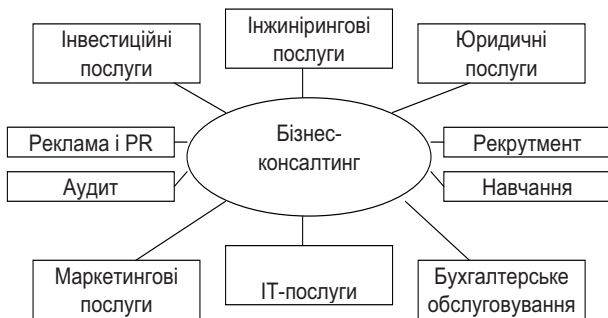 Інвестиційні
послуги
Інжинірингові
послуги
Юридичні
послуги
Реклама і PR
Бізнес-
консалтинг
Рекрутмент
Аудит
Навчання
Маркетингові
послуги
ІТ-послуги
Бухгалтерське
обслуговування